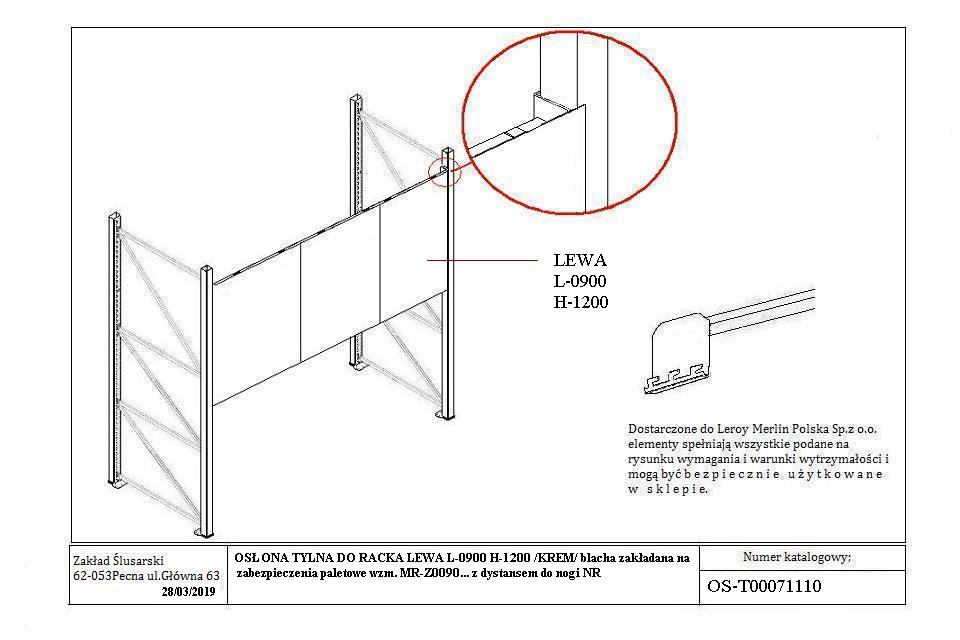 LEWA
L-0900
H-1200
Dostarczone do Leroy Merlin Polska Sp.z o.o.
elementy spełniają wszystkie podane na
rysunku wymagania i warunki wytrzymałości i
mogą być b e z p i e c z n i e u ż y t k o w a n e
w s k l e p i e.
Zakład Ślusarski
62-053Pecna ul.Główna 63
28/03/2019
OSŁONA TYLNA DO RACKA LEWA L-0900 H-1200 /KREM/ blacha zakładana na
zabezpieczenia paletowe wzm. MR-Z0090... z dystansem do nogi NR
Numer katalogowy;
OS-T00071110